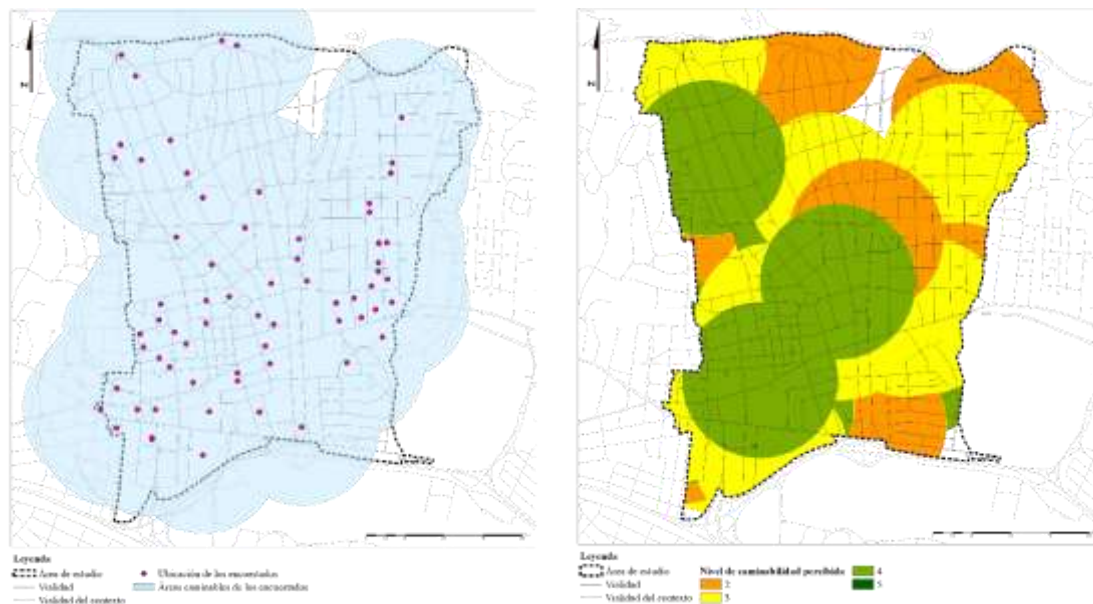 N
Leyenda
Área de estudio
Vialidad
Vialidad del contexto
Ubicación de los encuestados
Áreas caminables de los encuestados
N
Leyenda
Área de estudio
Vialidad
Vialidad del contexto
Nivel de caminabilidad percibido
2
3
4
5